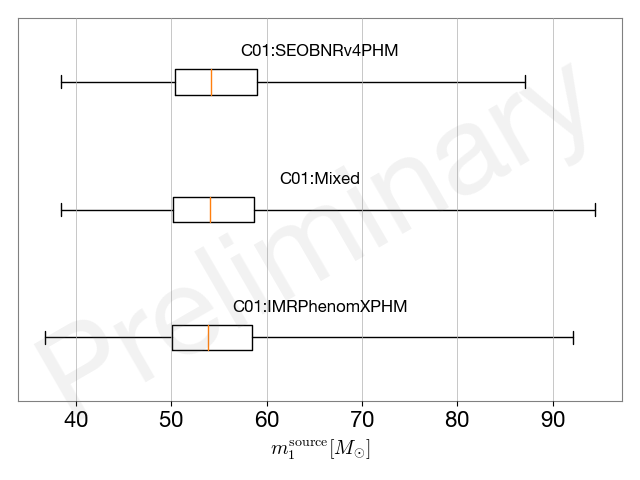 C01:SEOBNRv4PHM
C01:Mixed
C01:IMRPhenomXPHM
Preliminary
40 50 60 70 80 90
m₁^source [M☉]